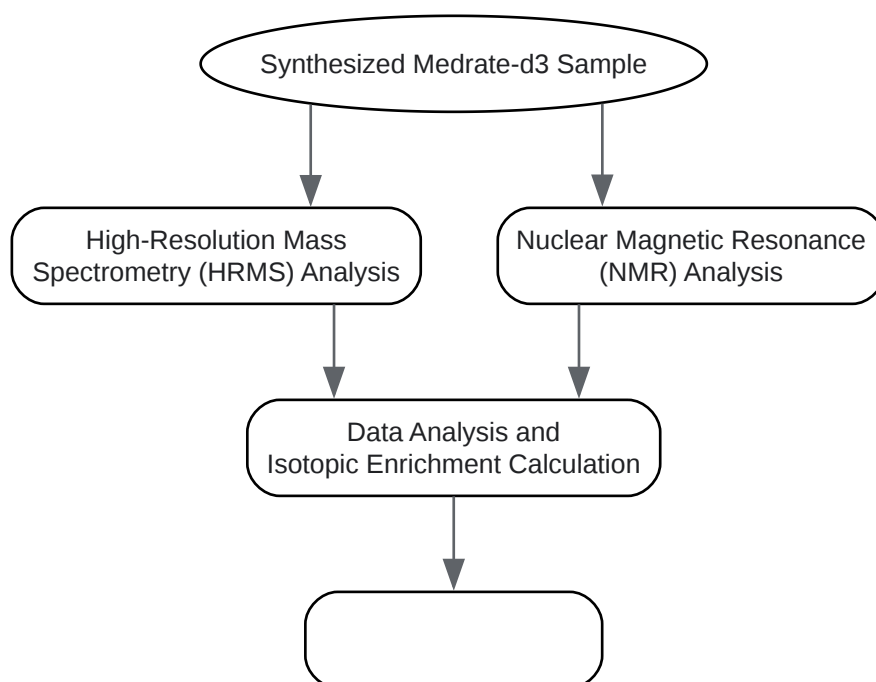 Synthesized Medrate-d3 Sample
High-Resolution Mass
Spectrometry (HRMS) Analysis
Nuclear Magnetic Resonance
(NMR) Analysis
Data Analysis and
Isotopic Enrichment Calculation